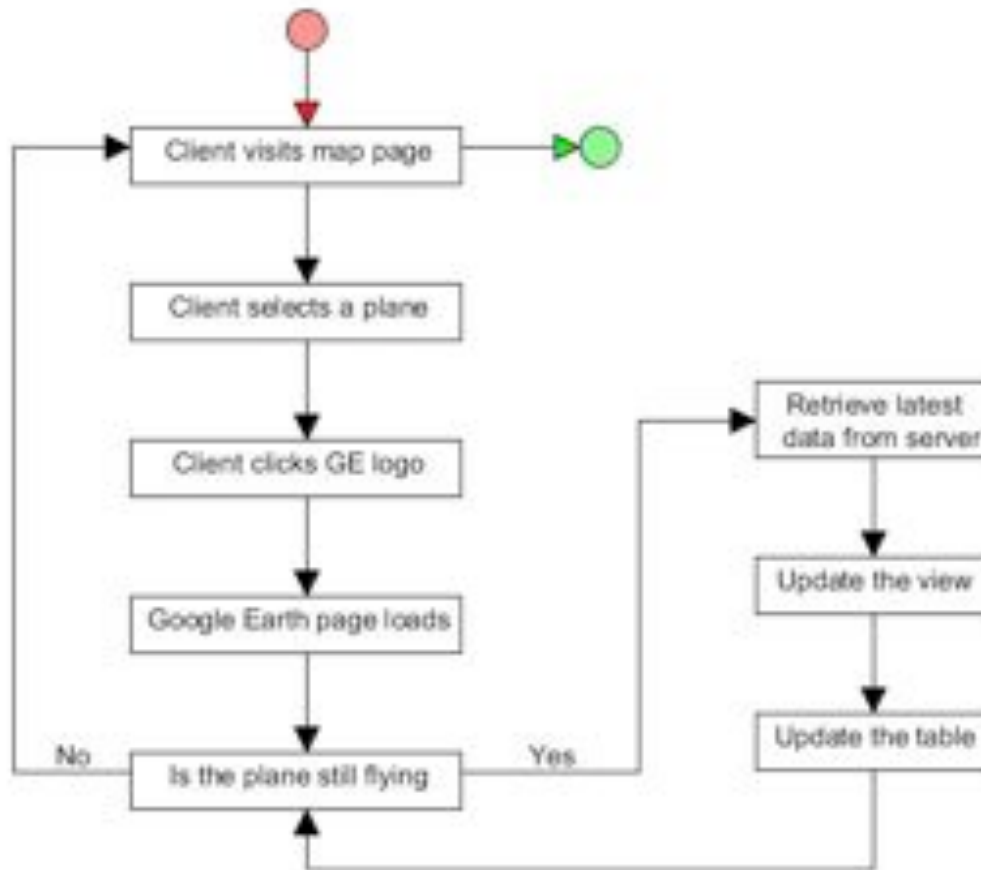 Client visits map page
Client selects a plane
Client clicks GE logo
Google Earth page loads
No
Is the plane still flying
Yes
Retrieve latest
data from server
Update the view
Update the table